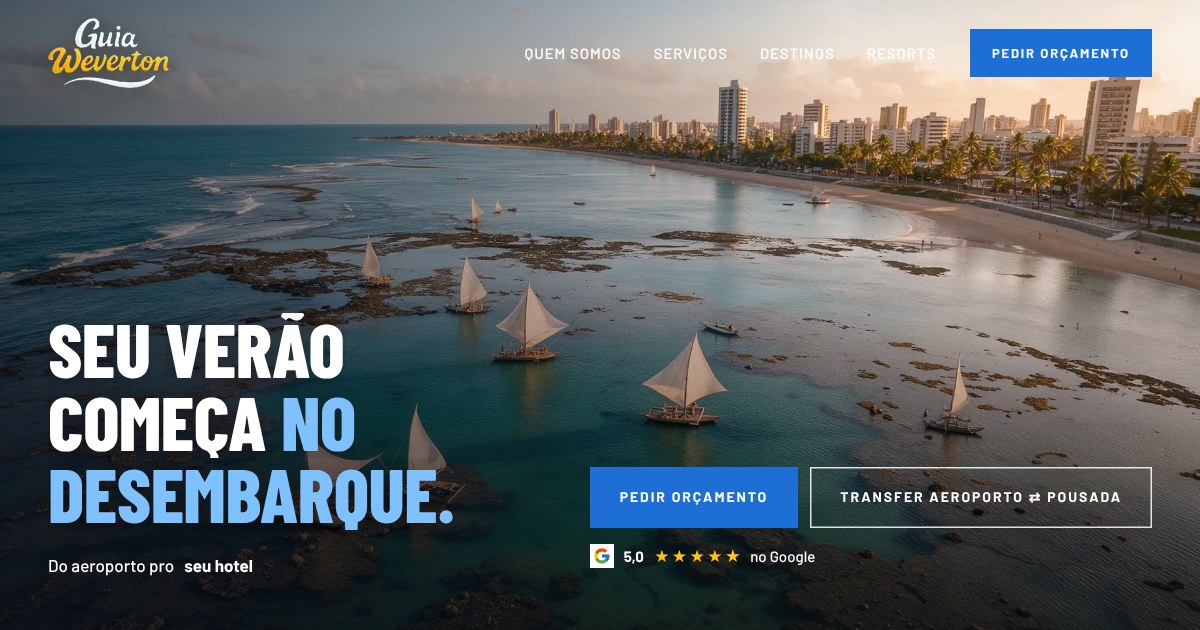 Guia
Weverton
QUEM SOMOS SERVIÇOS DESTINOS RESORTS PEDIR ORÇAMENTO
SEU VERÃO
COMEÇA NO
DESEMBARQUE.
Do aeroporto pro seu hotel
PEDIR ORÇAMENTO
TRANSFER AEROPORTO ⇄ POUSADA
5,0 ★★★★★ no Google